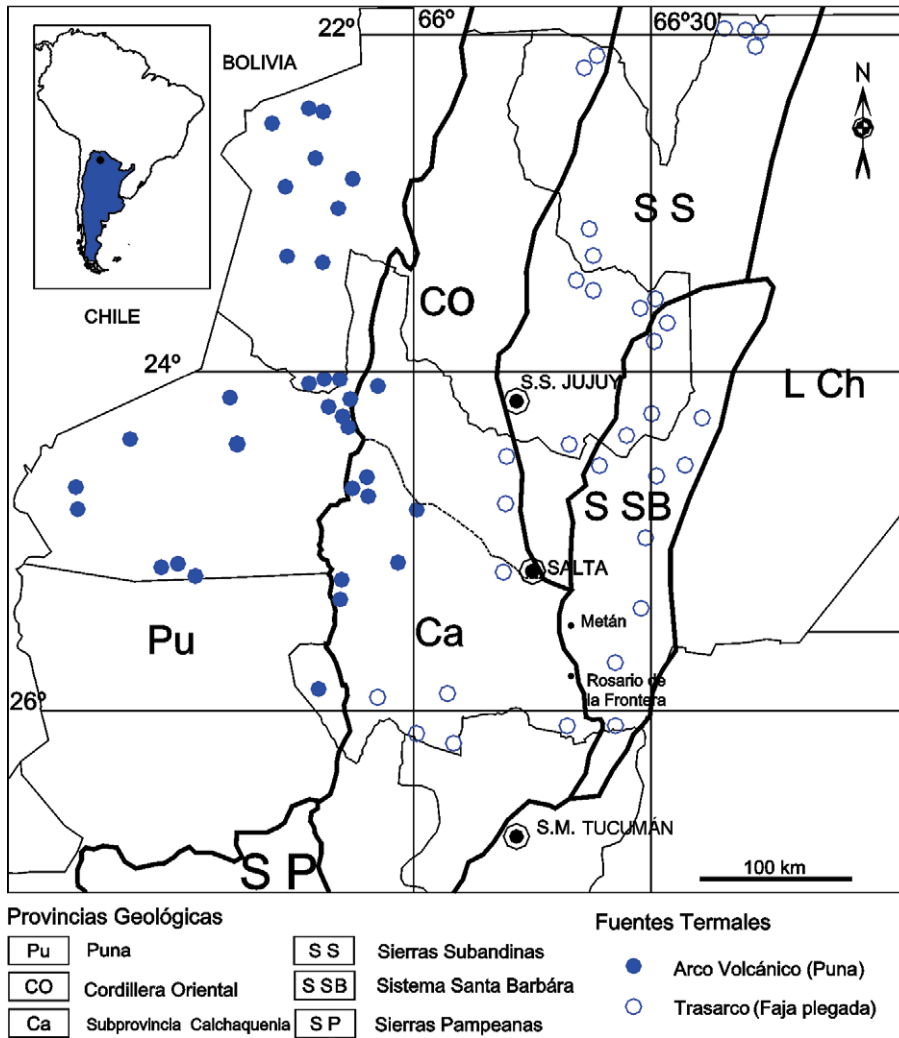 66º
66º30
22º
BOLIVIA
N
S S
CO
CHILE
24º
S.S. JUJUY
L Ch
S SB
SALTA
Pu
Ca
Metán
Rosario de
la Frontera
26º
S.M. TUCUMÁN
S P
100 km
Provincias Geológicas
Pu Puna
CO Cordillera Oriental
Ca Subprovincia Calchaquenia
S S Sierras Subandinas
S SB Sistema Santa Barbára
S P Sierras Pampeanas
Fuentes Termales
Arco Volcánico (Puna)
Trasarco (Faja plegada)